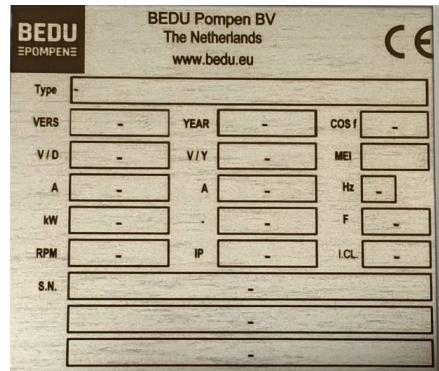 BEDU
POMPEN
BEDU Pompen BV
The Netherlands
www.bedu.eu
CE
Type -
VERS - YEAR - COS f -
V / D - V / Y - MEI
A - A - Hz -
kW - . - F -
RPM - IP - I.CL. -
S.N. -
-
-